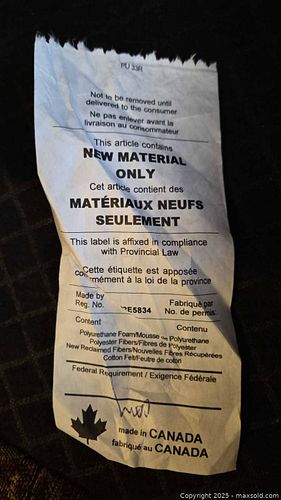 PU 33R
Not to be removed until
delivered to the consumer
Ne pas enlever avant la
livraison au consommateur
This article contains
NEW MATERIAL
ONLY
Cet article contient des
MATÉRIAUX NEUFS
SEULEMENT
This label is affixed in compliance
with Provincial Law
Cette étiquette est apposée
conformément à la loi de la province
Made by Fabriqué par
Reg. No. E5834 No. de permis:
Content Contenu
Polyurethane Foam/Mousse de Polyurethane
Polyester Fibers/Fibres de Polyester
New Reclaimed Fibers/Nouvelles Fibres Récupérées
Cotton Felt/Feutre de coton
Federal Requirement / Exigence Fédérale
made in CANADA
fabriqué au CANADA
Copyright © 2025 - maxsold.com